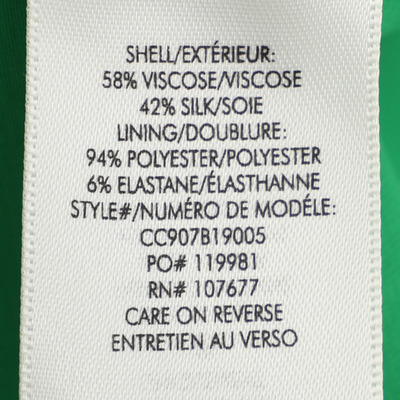 SHELL/EXTÉRIEUR:
58% VISCOSE/VISCOSE
42% SILK/SOIE
LINING/DOUBLURE:
94% POLYESTER/POLYESTER
6% ELASTANE/ÉLASTHANNE
STYLE#/NUMÉRO DE MODÉLE:
CC907B19005
PO# 119981
RN# 107677
CARE ON REVERSE
ENTRETIEN AU VERSO